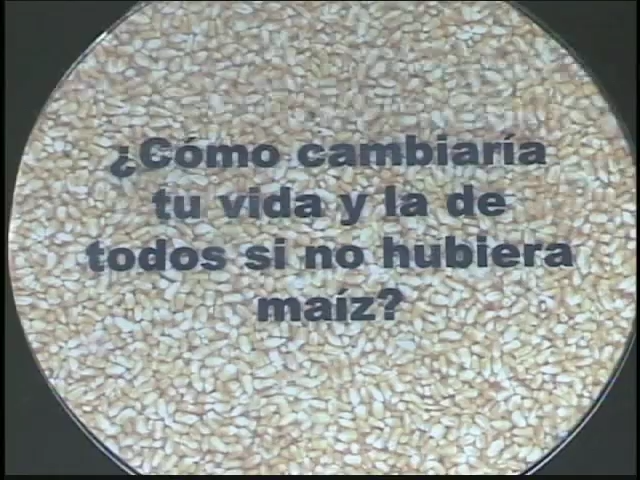 ¿Cómo cambiaría
tu vida y la de
todos si no hubiera
maíz?